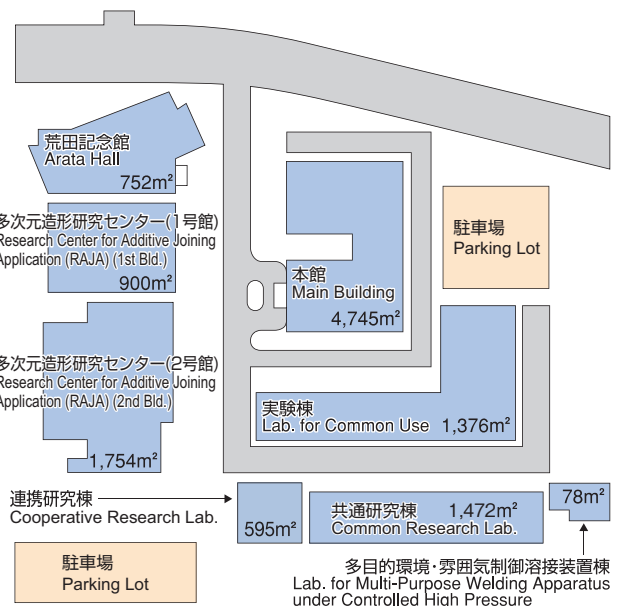 荒田記念館
Arata Hall
752m²
多次元造形研究センター(1号館)
Research Center for Additive Joining
Application (RAJA) (1st Bld.)
900m²
多次元造形研究センター(2号館)
Research Center for Additive Joining
Application (RAJA) (2nd Bld.)
1,754m²
本館
Main Building
4,745m²
駐車場
Parking Lot
実験棟
Lab. for Common Use 1,376m²
連携研究棟
Cooperative Research Lab.
595m²
共通研究棟 1,472m²
Common Research Lab.
78m²
多目的環境・雰囲気制御溶接装置棟
Lab. for Multi-Purpose Welding Apparatus
under Controlled High Pressure
駐車場
Parking Lot